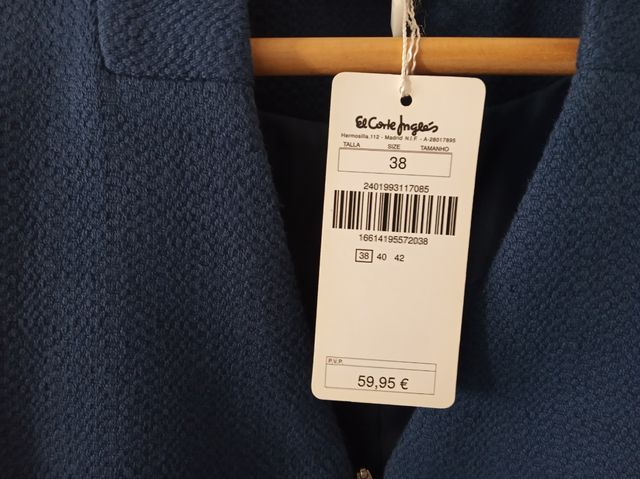 El Corte Inglés
Hermosilla, 112 - Madrid N.I.F. - A-28017895
TALLA SIZE TAMANHO
38
2401993117085
16614195572038
38 40 42
P.V.P.
59,95 €